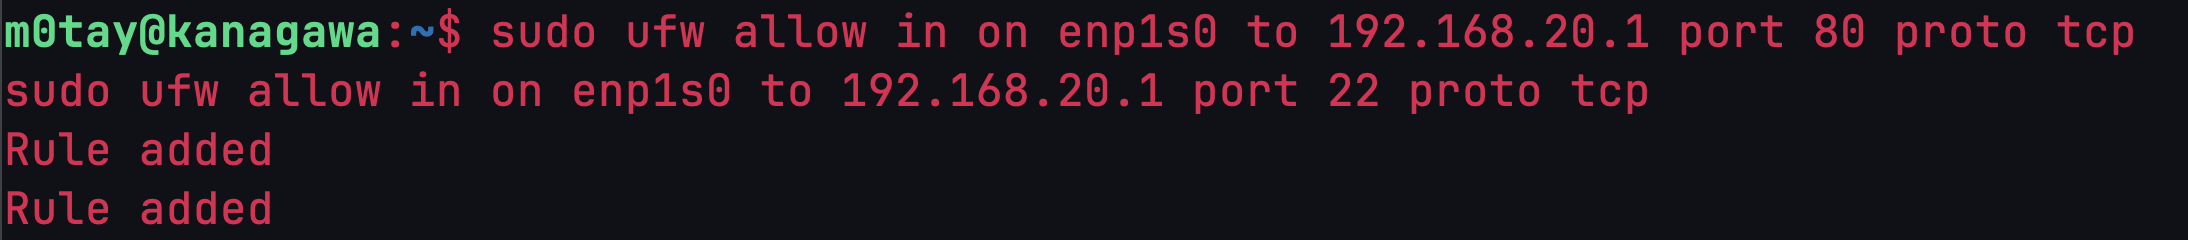 m0tay@kanagawa:~$ sudo ufw allow in on enp1s0 to 192.168.20.1 port 80 proto tcp
sudo ufw allow in on enp1s0 to 192.168.20.1 port 22 proto tcp
Rule added
Rule added